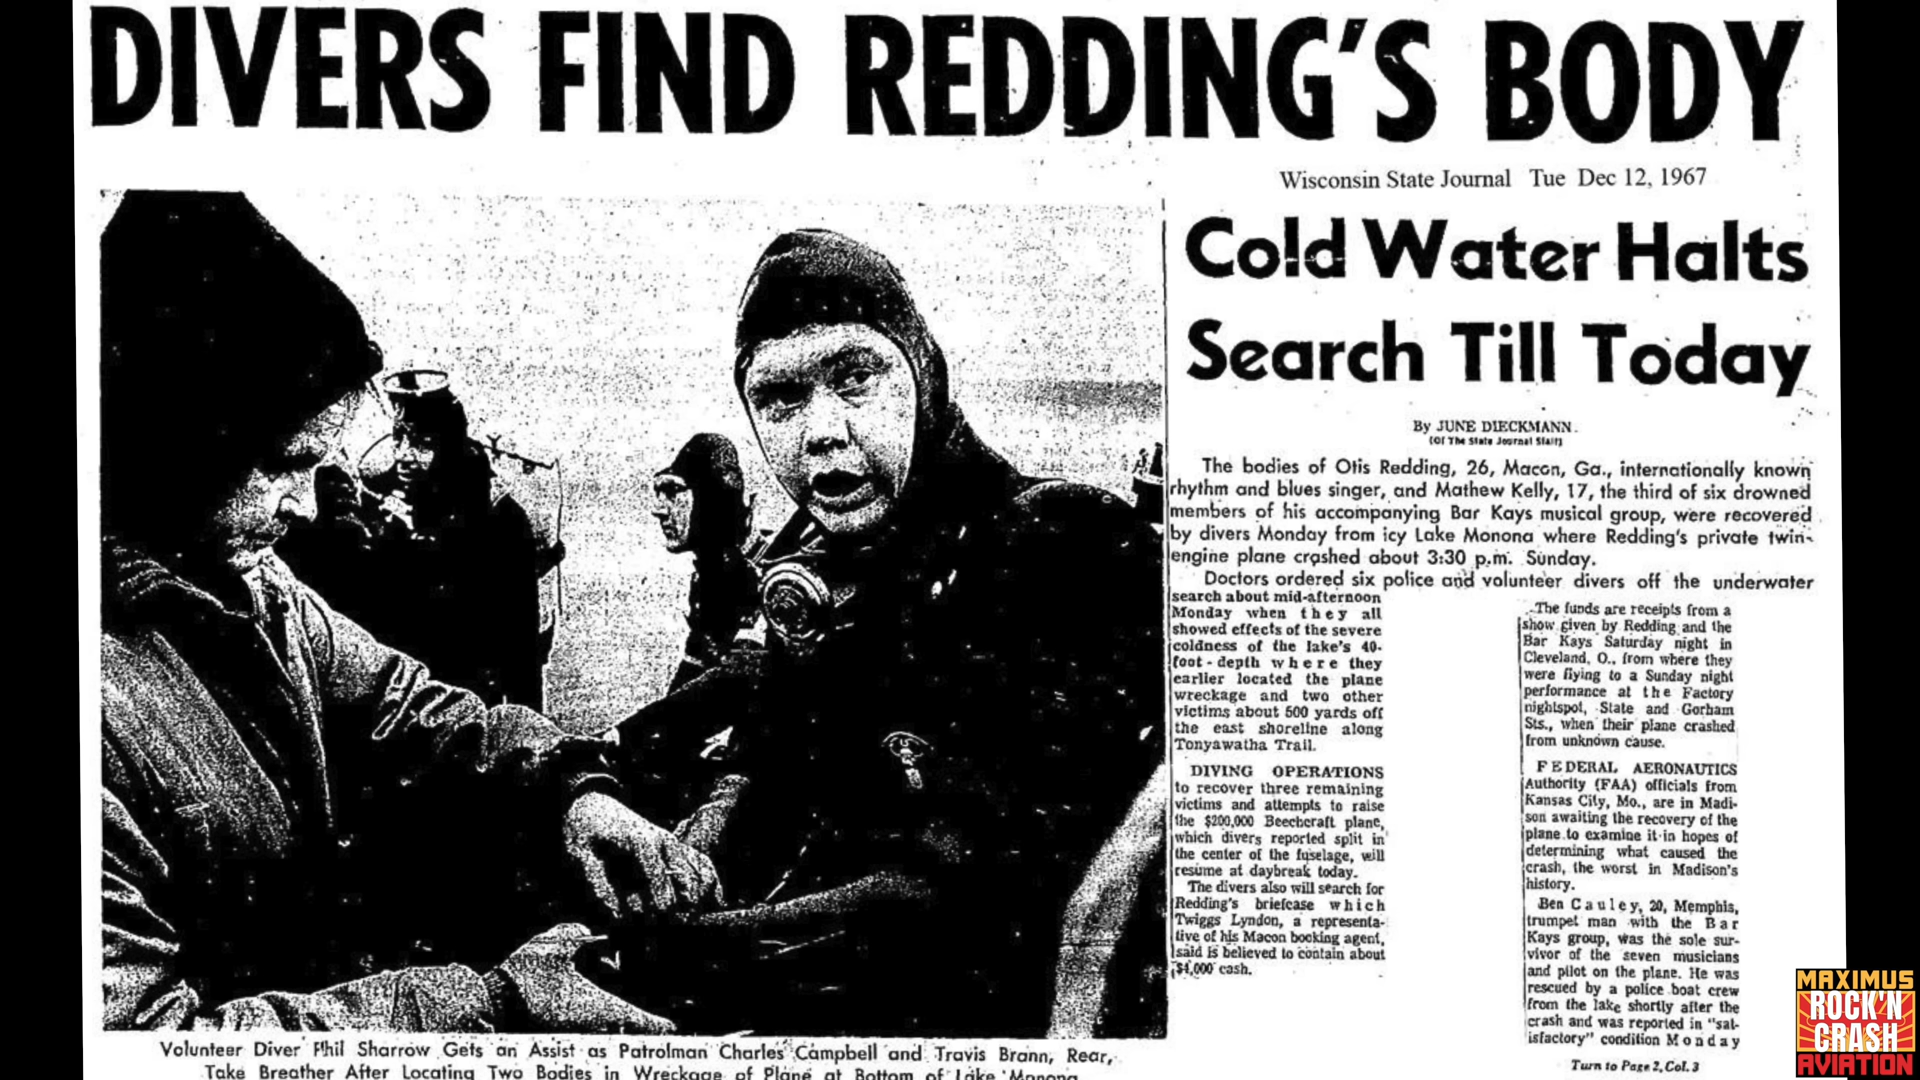 DIVERS FIND REDDING'S BODY
Wisconsin State Journal Tue Dec 12, 1967
Cold Water Halts
Search Till Today
By JUNE DIECKMANN
(Of The State Journal Staff)
The bodies of Otis Redding, 26, Macon, Ga., internationally known
rhythm and blues singer, and Mathew Kelly, 17, the third of six drowned
members of his accompanying Bar Kays musical group, were recovered
by divers Monday from icy Lake Monona where Redding's private twin-
engine plane crashed about 3:30 p.m. Sunday.
Doctors ordered six police and volunteer divers off the underwater
search about mid-afternoon
Monday when they all
showed effects of the severe
coldness of the lake's 40-
foot-depth where they
earlier located the plane
wreckage and two other
victims about 500 yards off
the east shoreline along
Tonyawatha Trail.
DIVING OPERATIONS
to recover three remaining
victims and attempts to raise
the $200,000 Beechcraft plane,
which divers reported split in
the center of the fuselage, will
resume at daybreak today.
The divers also will search for
Redding's briefcase which
Twiggs Lyndon, a representa-
tive of his Macon booking agent,
said is believed to contain about
$4,000 cash.
The funds are receipts from a
show given by Redding and the
Bar Kays Saturday night in
Cleveland, O., from where they
were flying to a Sunday night
performance at the Factory
nightspot, State and Gorham
Sts., when their plane crashed
from unknown cause.
FEDERAL AERONAUTICS
Authority (FAA) officials from
Kansas City, Mo., are in Madi-
son awaiting the recovery of the
plane to examine it in hopes of
determining what caused the
crash, the worst in Madison's
history.
Ben Cauley, 20, Memphis,
trumpet man with the Bar
Kays group, was the sole sur-
vivor of the seven musicians
and pilot on the plane. He was
rescued by a police boat crew
from the lake shortly after the
crash and was reported in "sat-
isfactory" condition Monday
Turn to Page 2, Col. 3
Volunteer Diver Phil Sharrow Gets an Assist as Patrolman Charles Campbell and Travis Brann, Rear,
Take Breather After Locating Two Bodies in Wreckage of Plane at Bottom of Lake Monona
MAXIMUS
ROCK'N
CRASH
AVIATION